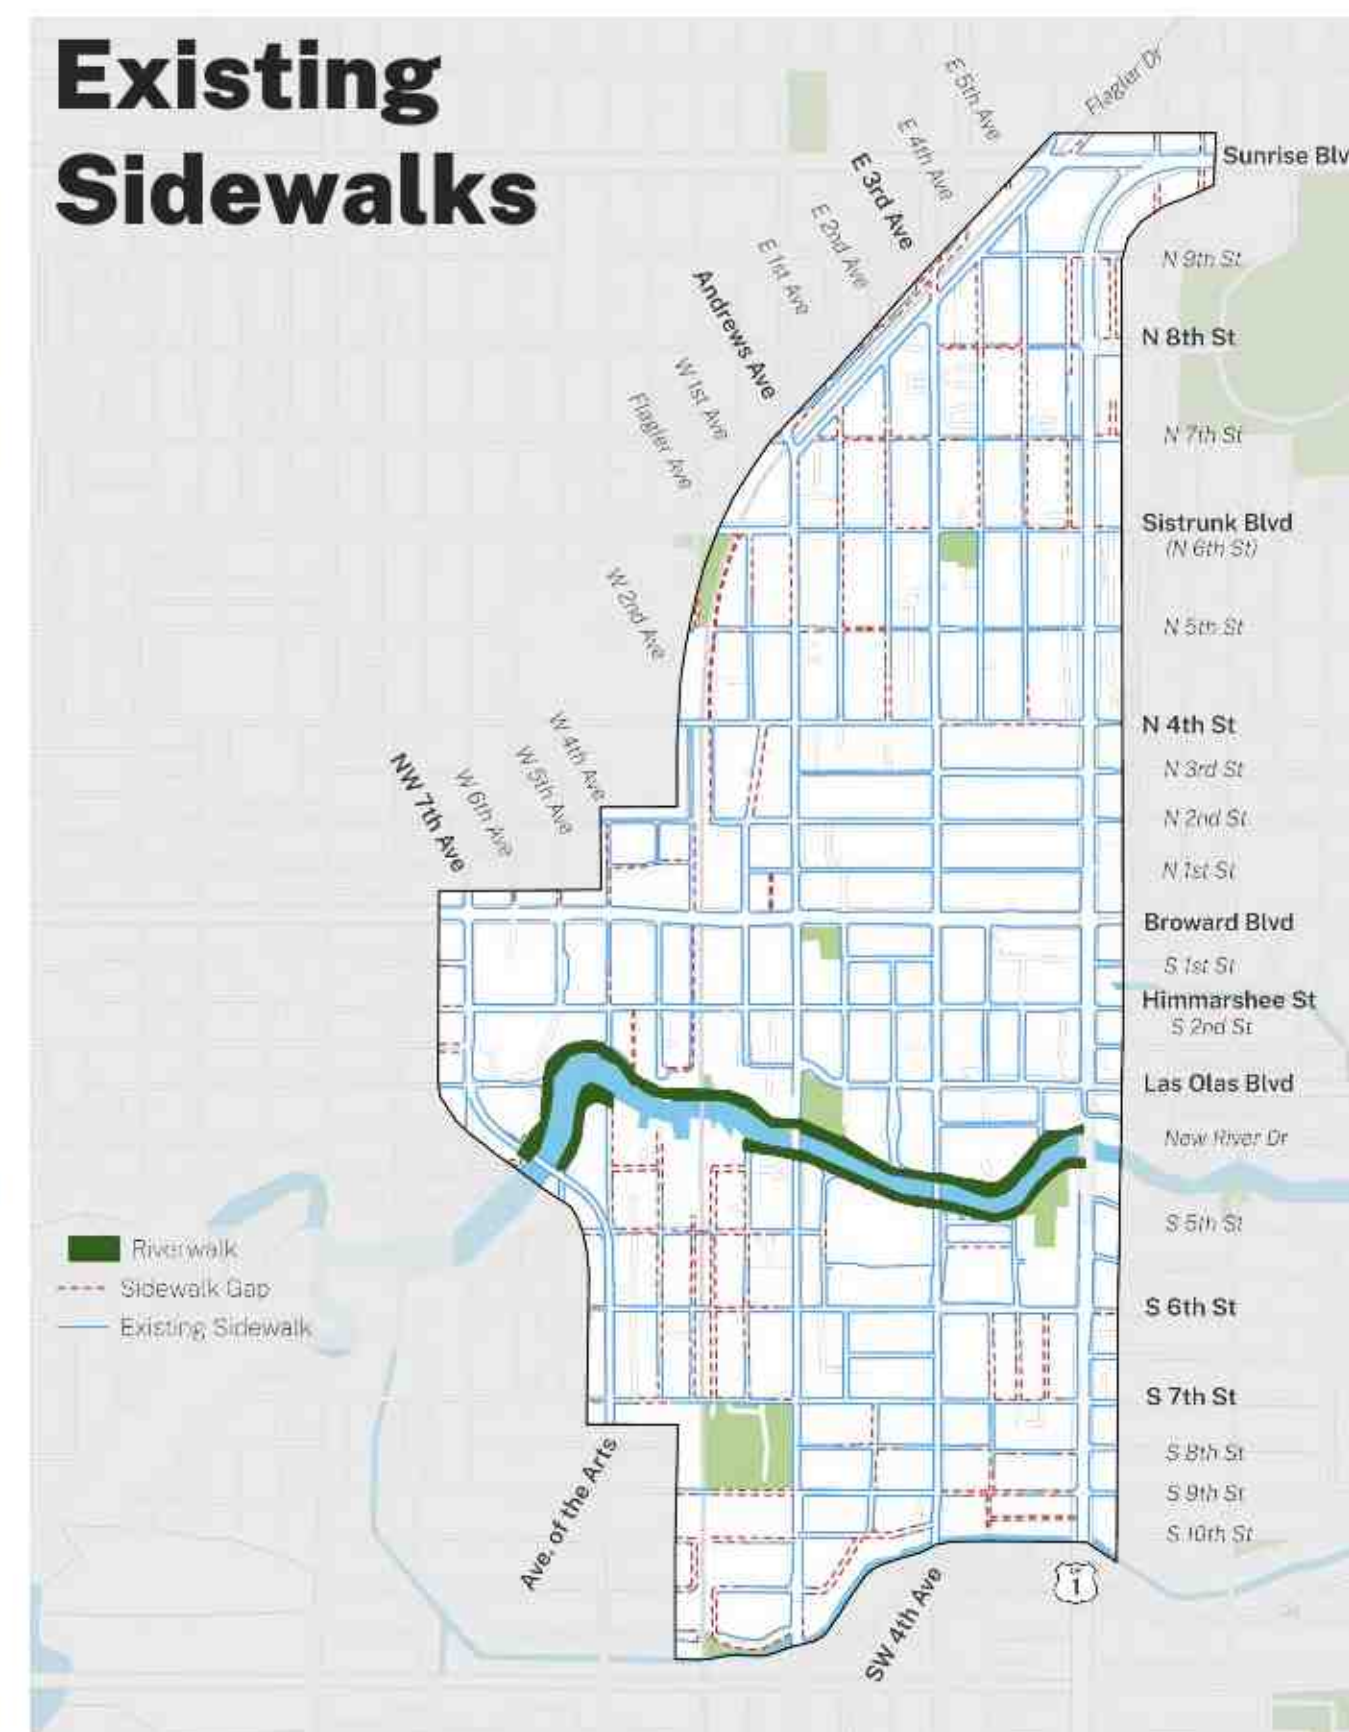 Existing
Sidewalks
E 5th Ave
Flagler Dr
E 4th Ave
E 3rd Ave
Sunrise Blv
E 2nd Ave
E 1st Ave
N 9th St
Andrews Ave
N 8th St
W 1st Ave
Flagler Ave
N 7th St
Sistrunk Blvd
(N 6th St)
W 2nd Ave
N 5th St
N 4th St
W 4th Ave
W 5th Ave
NW 7th Ave
W 6th Ave
N 3rd St
N 2nd St
N 1st St
Broward Blvd
S 1st St
Himmarshee St
S 2nd St
Las Olas Blvd
New River Dr
S 5th St
Riverwalk
Sidewalk Gap
Existing Sidewalk
S 6th St
S 7th St
S 8th St
S 9th St
S 10th St
Ave. of the Arts
SW 4th Ave
1